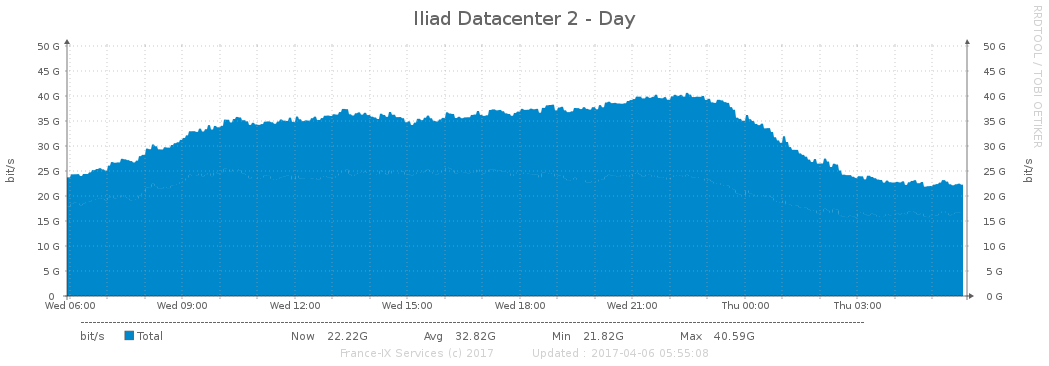 Iliad Datacenter 2 - Day
RRDTOOL / TOBI OETIKER
50 G 50 G
45 G 45 G
40 G 40 G
35 G 35 G
30 G 30 G
25 G 25 G
20 G 20 G
15 G 15 G
10 G 10 G
5 G 5 G
0 0 G
bit/s bit/s
Wed 06:00 Wed 09:00 Wed 12:00 Wed 15:00 Wed 18:00 Wed 21:00 Thu 00:00 Thu 03:00
bit/s Total Now 22.22G Avg 32.82G Min 21.82G Max 40.59G
France-IX Services (c) 2017 Updated : 2017-04-06 05:55:08